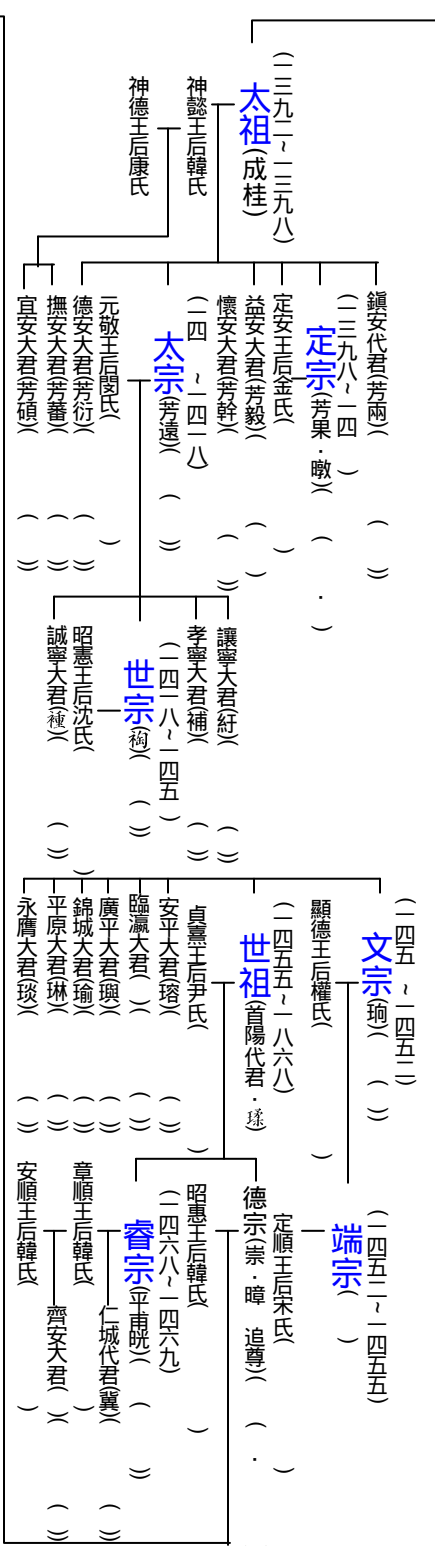 (一三九二~一三九八)
太祖(成桂)
神懿王后韓氏
神德王后康氏
鎭安代君(芳兩)( ( ))
(一三九八~一四 )
定宗(芳果·曔)( ( · )
定安王后金氏( )
益安大君(芳毅)( ( )
懷安大君(芳幹)( ( ))
(一四 ~一四一八)
太宗(芳遠)( ( ))
元敬王后閔氏( )
德安大君(芳衍)( ( ))
撫安大君(芳蕃)( ( ))
宜安大君(芳碩)( ( ))
讓寧大君(䄄)( ( ))
孝寧大君(補)( ( ))
(一四一八~一四五 )
世宗(祹)( ( ))
昭憲王后沈氏( )
誠寧大君(種)( ( ))
(一四五 ~一四五二)
文宗(珦)( ( ))
顯德王后權氏( )
(一四五五~一八六八)
世祖(首陽代君·瑈)
貞熹王后尹氏( )
安平大君(瑢)( ( ))
臨瀛大君( )(
廣平大君(璵)( ( ))
錦城大君(瑜)( ( ))
平原大君(琳)( ( ))
永膺大君(琰)( ( ))
(一四五二~一四五五)
端宗( )
定順王后宋氏( )
德宗(崇·暲 追尊)( ( ·
昭惠王后韓氏( )
(一四六八~一四六九)
睿宗(平甫晄)( ( ))
仁城代君(糞)( ( ))
章順王后韓氏( )
齊安大君( )( ( ))
安順王后韓氏( )